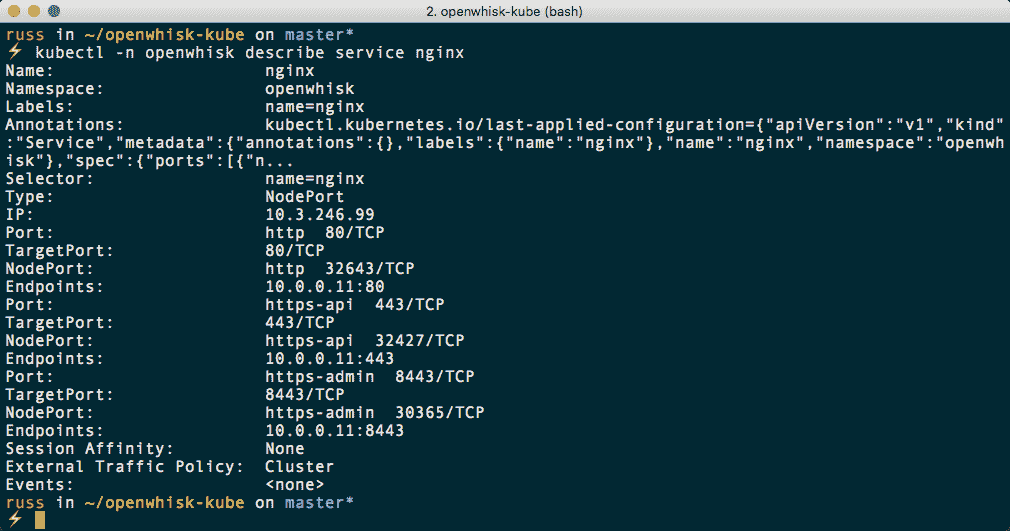 2. openwhisk-kube (bash)
russ in ~/openwhisk-kube on master*
⚡ kubectl -n openwhisk describe service nginx
Name: nginx
Namespace: openwhisk
Labels: name=nginx
Annotations: kubectl.kubernetes.io/last-applied-configuration={"apiVersion":"v1","kind"
:"Service","metadata":{"annotations":{},"labels":{"name":"nginx"},"name":"nginx","namespace":"openwh
isk"},"spec":{"ports":[{"n...
Selector: name=nginx
Type: NodePort
IP: 10.3.246.99
Port: http 80/TCP
TargetPort: 80/TCP
NodePort: http 32643/TCP
Endpoints: 10.0.0.11:80
Port: https-api 443/TCP
TargetPort: 443/TCP
NodePort: https-api 32427/TCP
Endpoints: 10.0.0.11:443
Port: https-admin 8443/TCP
TargetPort: 8443/TCP
NodePort: https-admin 30365/TCP
Endpoints: 10.0.0.11:8443
Session Affinity: None
External Traffic Policy: Cluster
Events: <none>
russ in ~/openwhisk-kube on master*
⚡